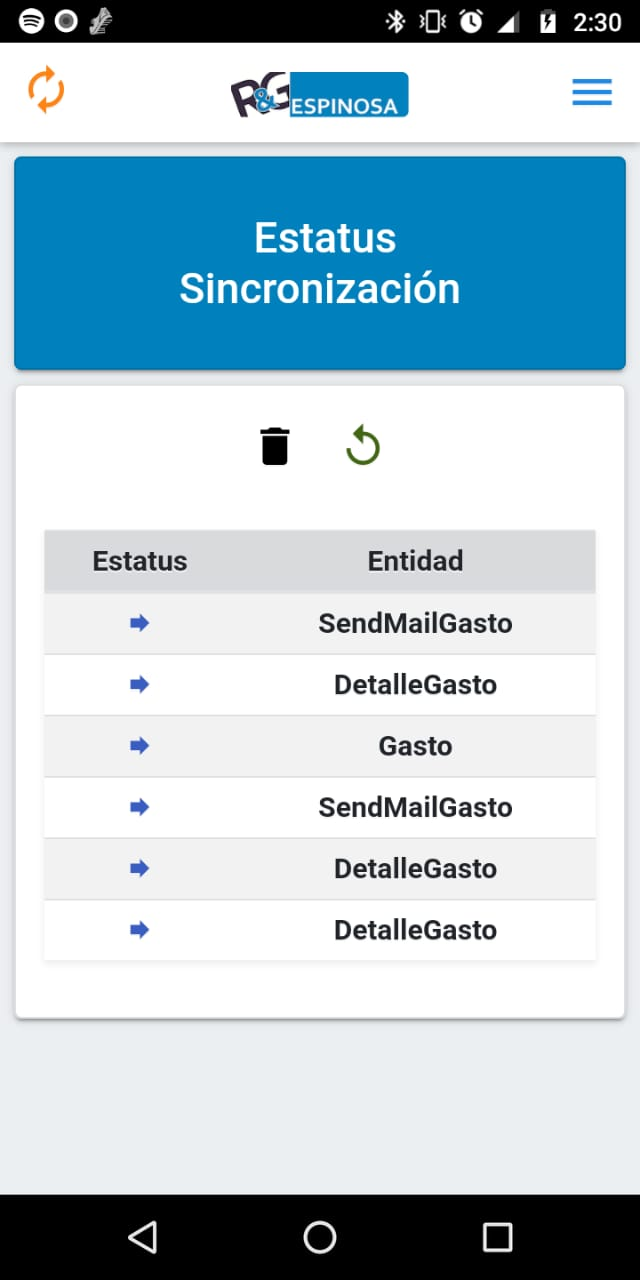 2:30
R&G ESPINOSA
Estatus
Sincronización
Estatus Entidad
SendMailGasto
DetalleGasto
Gasto
SendMailGasto
DetalleGasto
DetalleGasto